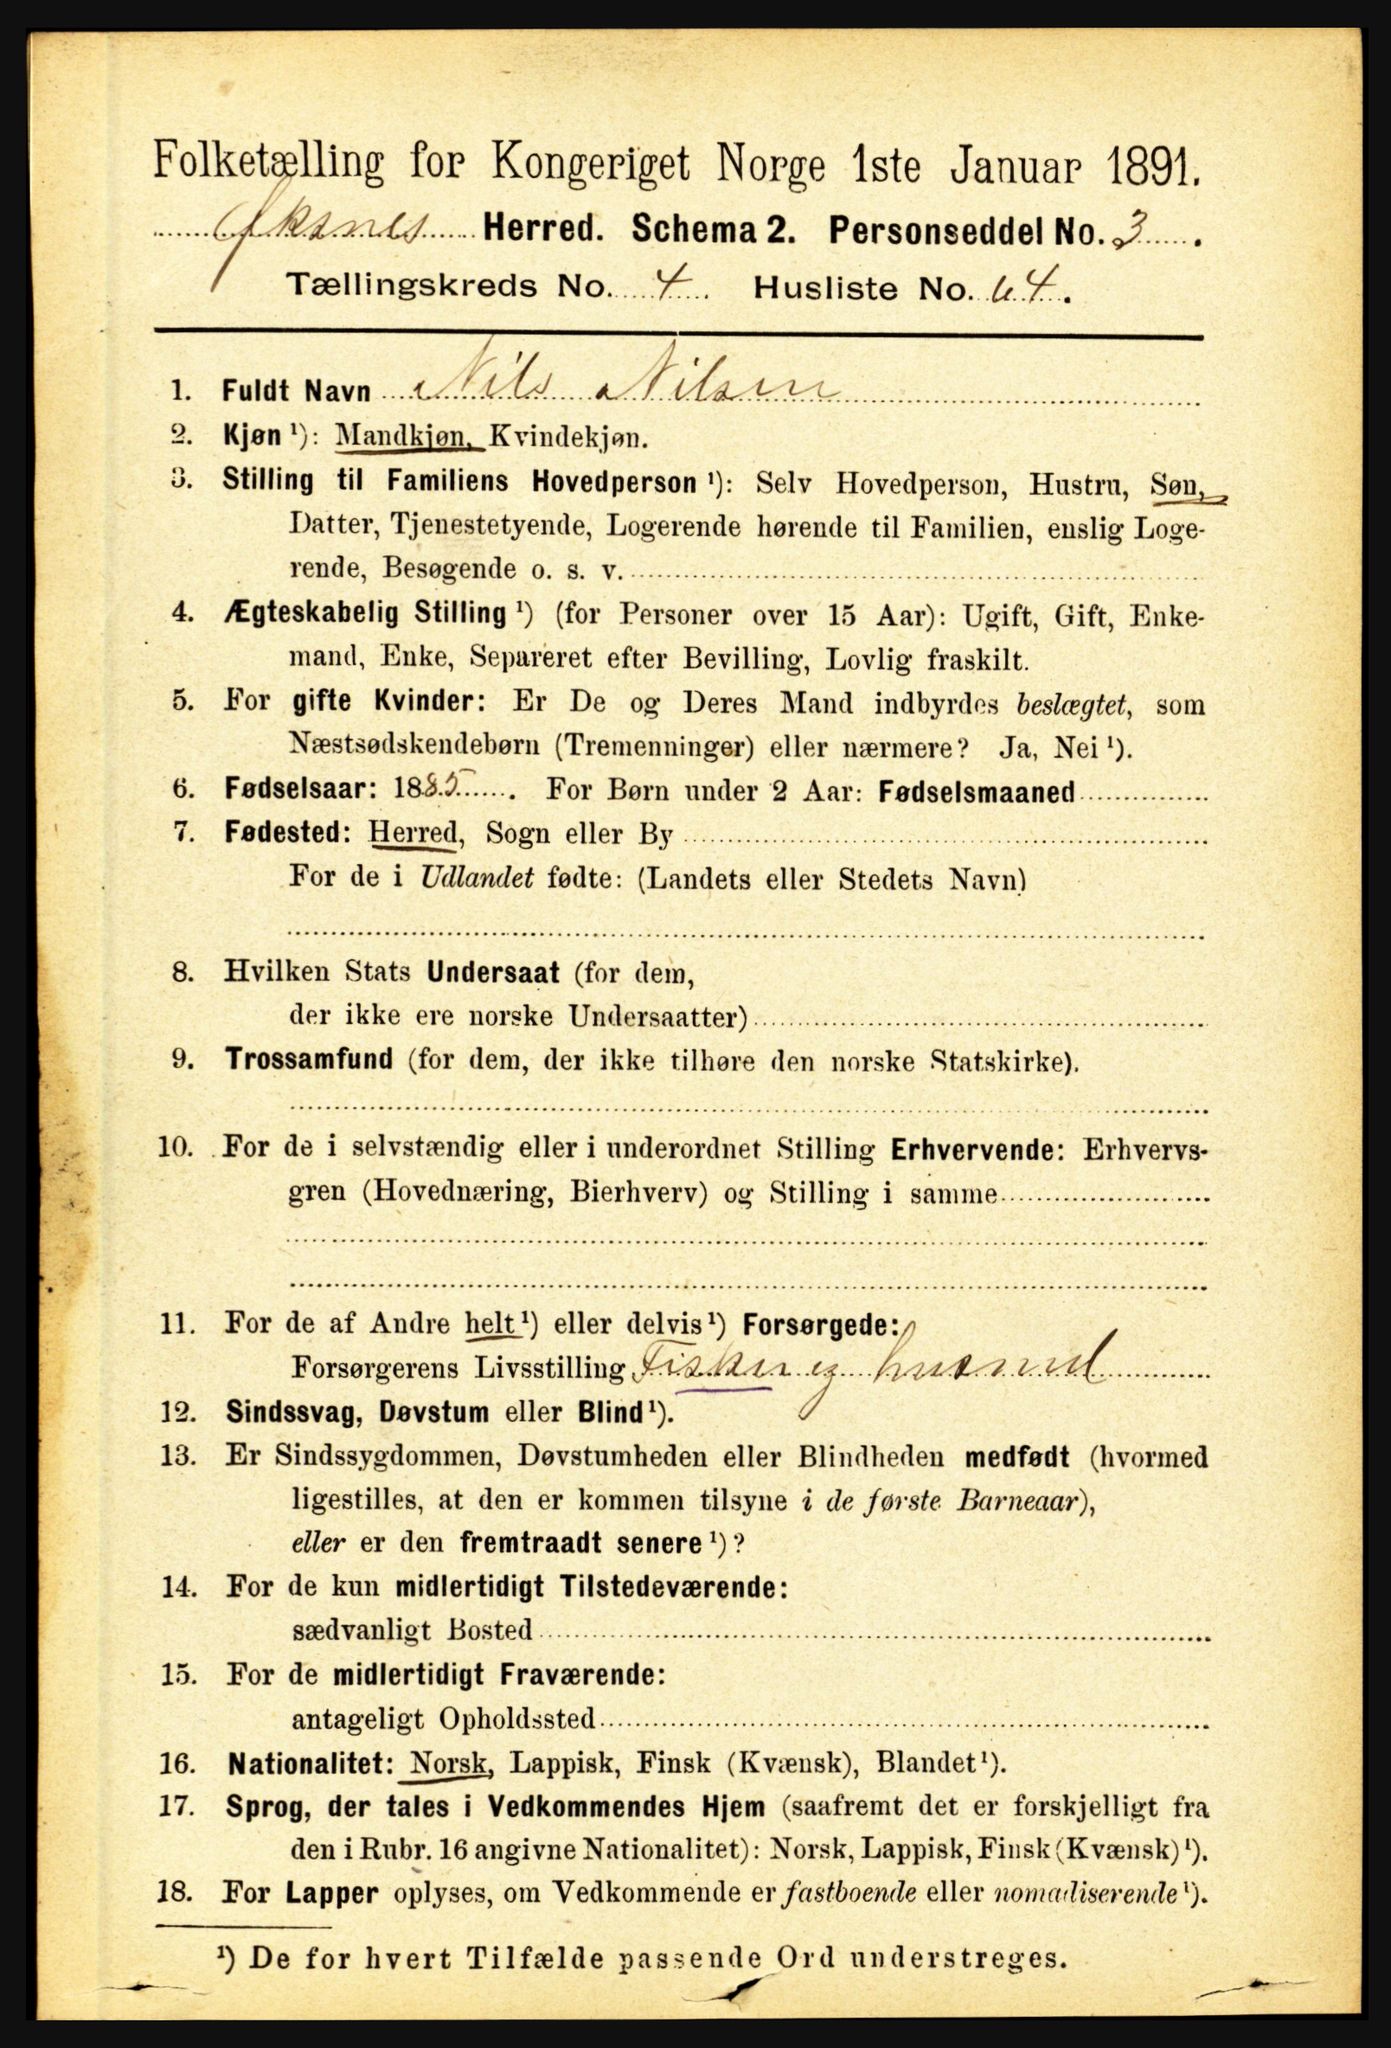 Folketælling for Kongeriget Norge 1ste Januar 1891.
Øksnes Herred. Schema 2. Personseddel No. 3.
Tællingskreds No. 4 Husliste No. 64.
1. Fuldt Navn Nils Nilsen
2. Kjøn ¹): Mandkjøn, Kvindekjøn.
3. Stilling til Familiens Hovedperson ¹): Selv Hovedperson, Hustru, Søn,
Datter, Tjenestetyende, Logerende hørende til Familien, enslig Loge-
rende, Besøgende o. s. v.
4. Ægteskabelig Stilling ¹) (for Personer over 15 Aar): Ugift, Gift, Enke-
mand, Enke, Separeret efter Bevilling, Lovlig fraskilt.
5. For gifte Kvinder: Er De og Deres Mand indbyrdes beslægtet, som
Næstsødskendebørn (Tremenninger) eller nærmere? Ja, Nei ¹).
6. Fødselsaar: 1885. For Børn under 2 Aar: Fødselsmaaned
7. Fødested: Herred, Sogn eller By
For de i Udlandet fødte: (Landets eller Stedets Navn)
8. Hvilken Stats Undersaat (for dem,
der ikke ere norske Undersaatter)
9. Trossamfund (for dem, der ikke tilhøre den norske Statskirke).
10. For de i selvstændig eller i underordnet Stilling Erhvervende: Erhvervs-
gren (Hovednæring, Bierhverv) og Stilling i samme
11. For de af Andre helt ¹) eller delvis ¹) Forsørgede:
Forsørgerens Livsstilling Fisker og husmd
12. Sindssvag, Døvstum eller Blind ¹).
13. Er Sindssygdommen, Døvstumheden eller Blindheden medfødt (hvormed
ligestilles, at den er kommen tilsyne i de første Barneaar),
eller er den fremtraadt senere ¹)?
14. For de kun midlertidigt Tilstedeværende:
sædvanligt Bosted
15. For de midlertidigt Fraværende:
antageligt Opholdssted
16. Nationalitet: Norsk, Lappisk, Finsk (Kvænsk), Blandet ¹).
17. Sprog, der tales i Vedkommendes Hjem (saafremt det er forskjelligt fra
den i Rubr. 16 angivne Nationalitet): Norsk, Lappisk, Finsk (Kvænsk) ¹).
18. For Lapper oplyses, om Vedkommende er fastboende eller nomadiserende ¹).
¹) De for hvert Tilfælde passende Ord understreges.